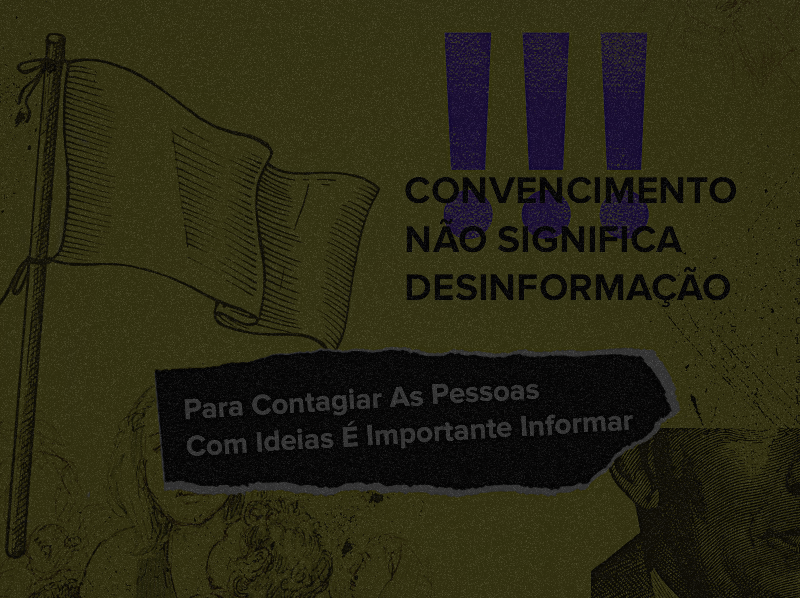 !!!
CONVENCIMENTO
NÃO SIGNIFICA
DESINFORMAÇÃO
Para Contagiar As Pessoas
Com Ideias É Importante Informar